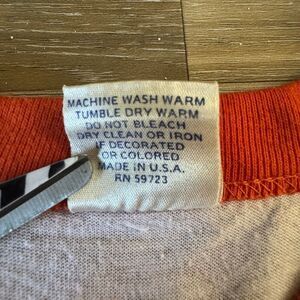 MACHINE WASH WARM
TUMBLE DRY WARM
DO NOT BLEACH
DRY CLEAN OR IRON
IF DECORATED
OR COLORED
MADE IN U.S.A.
RN 59723